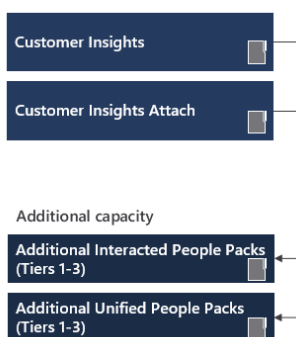 Customer Insights
Customer Insights Attach
Additional capacity
Additional Interacted People Packs
(Tiers 1-3)
Additional Unified People Packs
(Tiers 1-3)